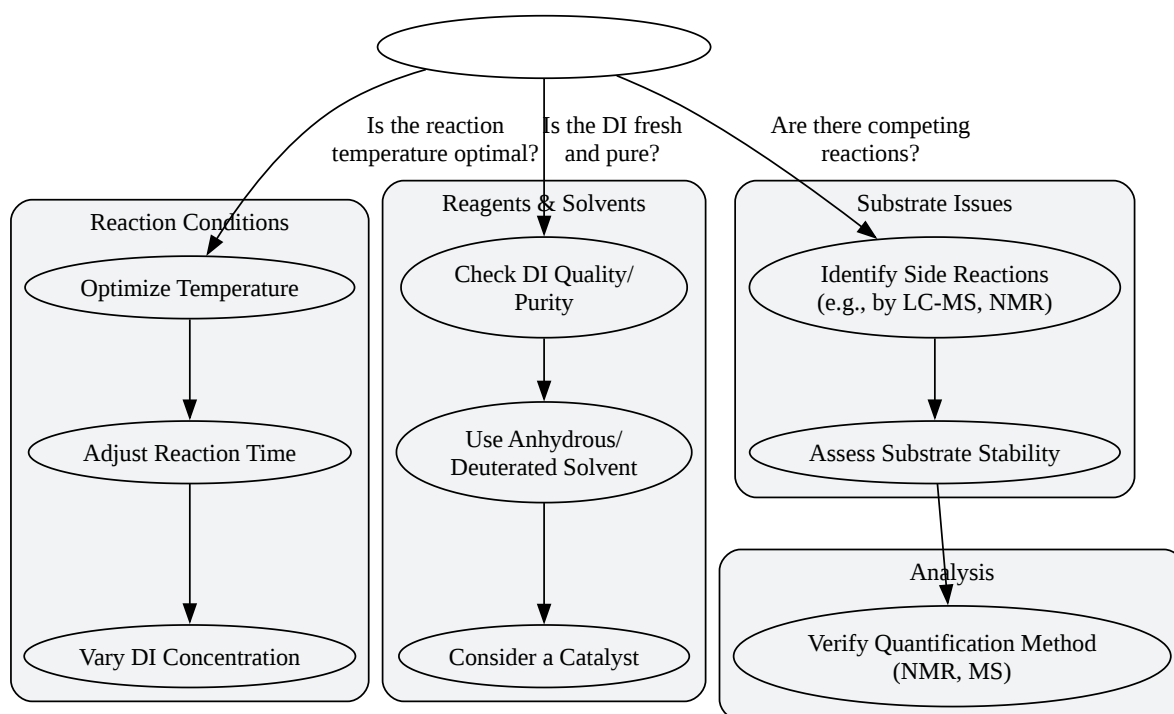 Is the reaction
temperature optimal?
Is the DI fresh
and pure?
Are there competing
reactions?
Reaction Conditions
Optimize Temperature
Adjust Reaction Time
Vary DI Concentration
Reagents & Solvents
Check DI Quality/
Purity
Use Anhydrous/
Deuterated Solvent
Consider a Catalyst
Substrate Issues
Identify Side Reactions
(e.g., by LC-MS, NMR)
Assess Substrate Stability
Analysis
Verify Quantification Method
(NMR, MS)